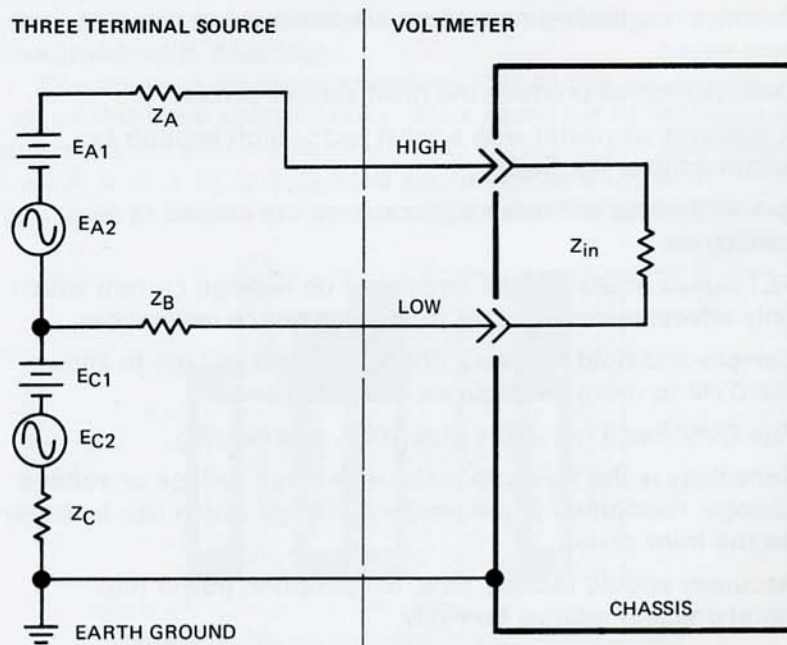 THREE TERMINAL SOURCE
VOLTMETER
ZA
EA1
HIGH
EA2
Zin
ZB
LOW
EC1
EC2
ZC
CHASSIS
EARTH GROUND